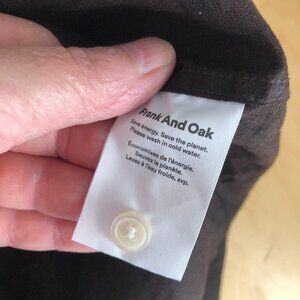 Frank And Oak
Save energy. Save the planet.
Please wash in cold water.
Économisez de l'énergie.
Sauvez la planète.
Lavez à l'eau froide, svp.